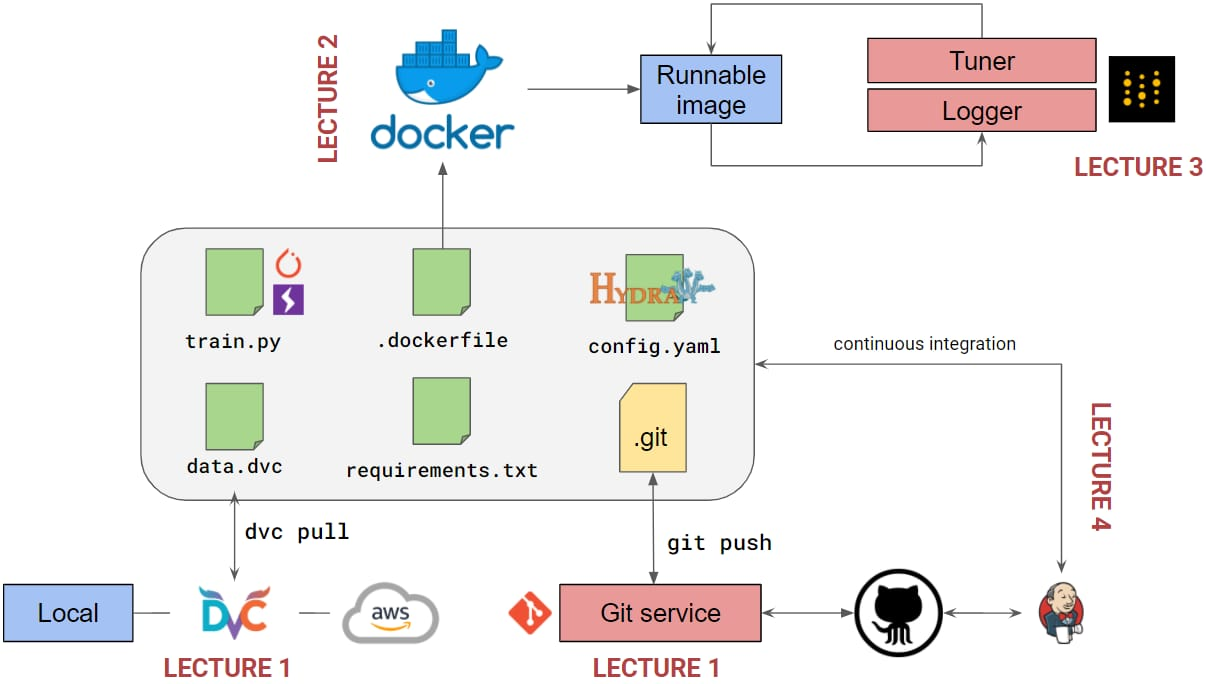 LECTURE 2
docker
Runnable
image
Tuner
Logger
LECTURE 3
train.py
.dockerfile
HYDRA
config.yaml
continuous integration
data.dvc
requirements.txt
.git
LECTURE 4
dvc pull
git push
Local
DVC
aws
Git service
LECTURE 1
LECTURE 1